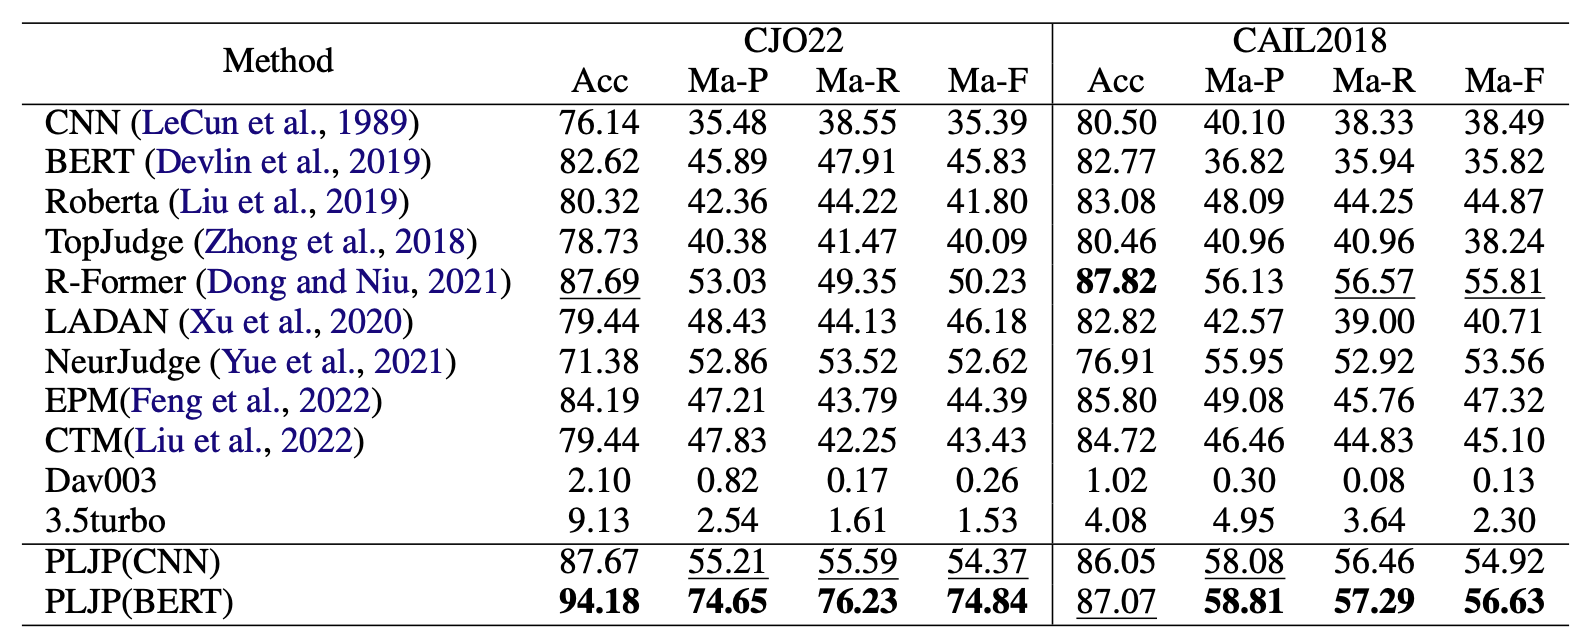 Method CJO22 CAIL2018
Acc Ma-P Ma-R Ma-F Acc Ma-P Ma-R Ma-F
CNN (LeCun et al., 1989) 76.14 35.48 38.55 35.39 80.50 40.10 38.33 38.49
BERT (Devlin et al., 2019) 82.62 45.89 47.91 45.83 82.77 36.82 35.94 35.82
Roberta (Liu et al., 2019) 80.32 42.36 44.22 41.80 83.08 48.09 44.25 44.87
TopJudge (Zhong et al., 2018) 78.73 40.38 41.47 40.09 80.46 40.96 40.96 38.24
R-Former (Dong and Niu, 2021) 87.69 53.03 49.35 50.23 87.82 56.13 56.57 55.81
LADAN (Xu et al., 2020) 79.44 48.43 44.13 46.18 82.82 42.57 39.00 40.71
NeurJudge (Yue et al., 2021) 71.38 52.86 53.52 52.62 76.91 55.95 52.92 53.56
EPM(Feng et al., 2022) 84.19 47.21 43.79 44.39 85.80 49.08 45.76 47.32
CTM(Liu et al., 2022) 79.44 47.83 42.25 43.43 84.72 46.46 44.83 45.10
Dav003 2.10 0.82 0.17 0.26 1.02 0.30 0.08 0.13
3.5turbo 9.13 2.54 1.61 1.53 4.08 4.95 3.64 2.30
PLJP(CNN) 87.67 55.21 55.59 54.37 86.05 58.08 56.46 54.92
PLJP(BERT) 94.18 74.65 76.23 74.84 87.07 58.81 57.29 56.63